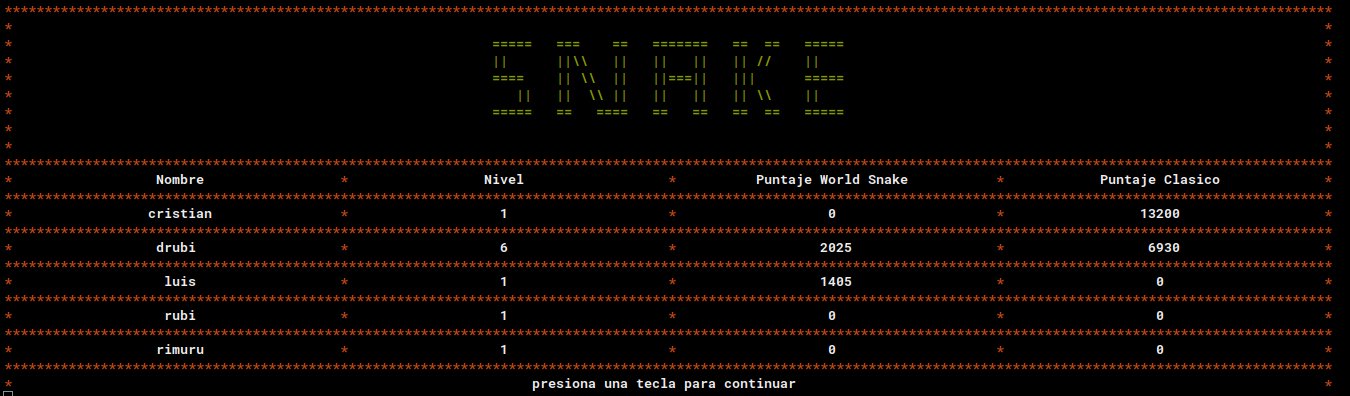 SNAKE
Nombre * Nivel * Puntaje World Snake * Puntaje Clasico
cristian * 1 * 0 * 13200
drubi * 6 * 2025 * 6930
luis * 1 * 1405 * 0
rubi * 1 * 0 * 0
rimuru * 1 * 0 * 0
presiona una tecla para continuar